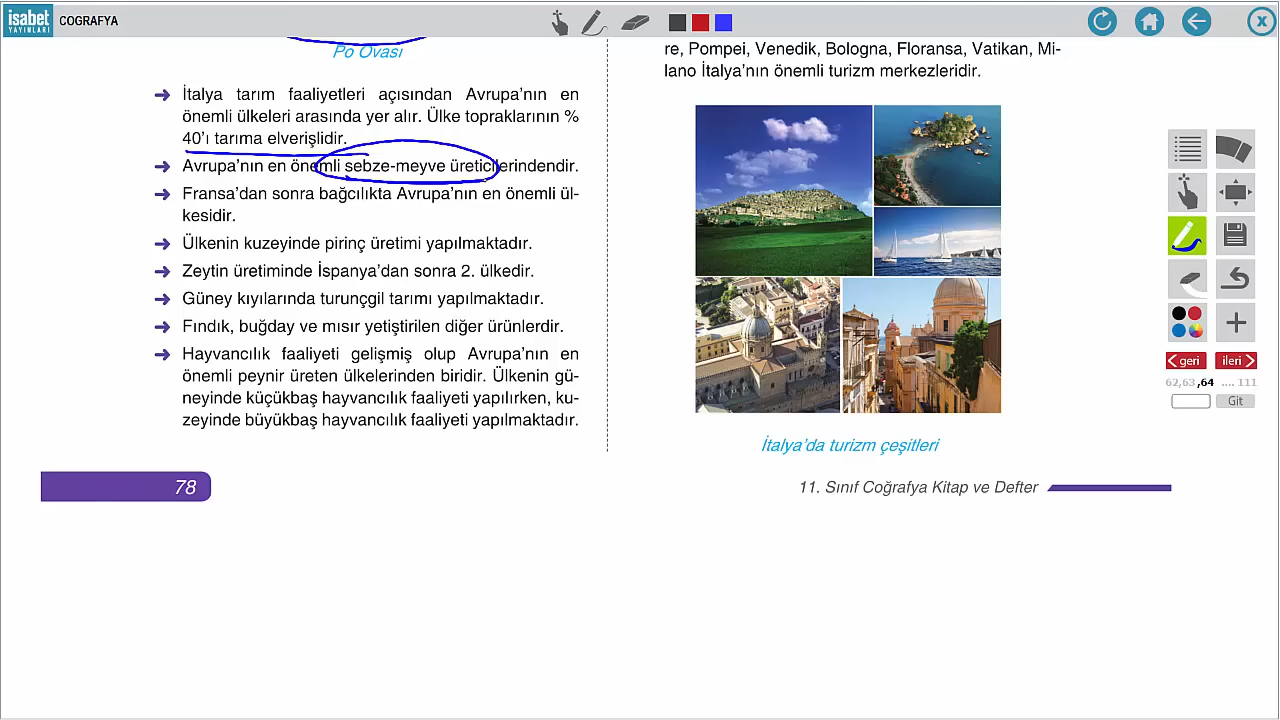 isabet
YAYINLARI
COGRAFYA
Po Ovası
İtalya tarım faaliyetleri açısından Avrupa’nın en
önemli ülkeleri arasında yer alır. Ülke topraklarının %
40’ı tarıma elverişlidir.
Avrupa’nın en önemli sebze-meyve üreticilerindendir.
Fransa’dan sonra bağcılıkta Avrupa’nın en önemli ül-
kesidir.
Ülkenin kuzeyinde pirinç üretimi yapılmaktadır.
Zeytin üretiminde İspanya’dan sonra 2. ülkedir.
Güney kıyılarında turunçgil tarımı yapılmaktadır.
Fındık, buğday ve mısır yetiştirilen diğer ürünlerdir.
Hayvancılık faaliyeti gelişmiş olup Avrupa’nın en
önemli peynir üreten ülkelerinden biridir. Ülkenin gü-
neyinde küçükbaş hayvancılık faaliyeti yapılırken, ku-
zeyinde büyükbaş hayvancılık faaliyeti yapılmaktadır.
78
re, Pompei, Venedik, Bologna, Floransa, Vatikan, Mi-
lano İtalya’nın önemli turizm merkezleridir.
İtalya’da turizm çeşitleri
11. Sınıf Coğrafya Kitap ve Defter
geri
ileri
62,63,64 .... 111
Git